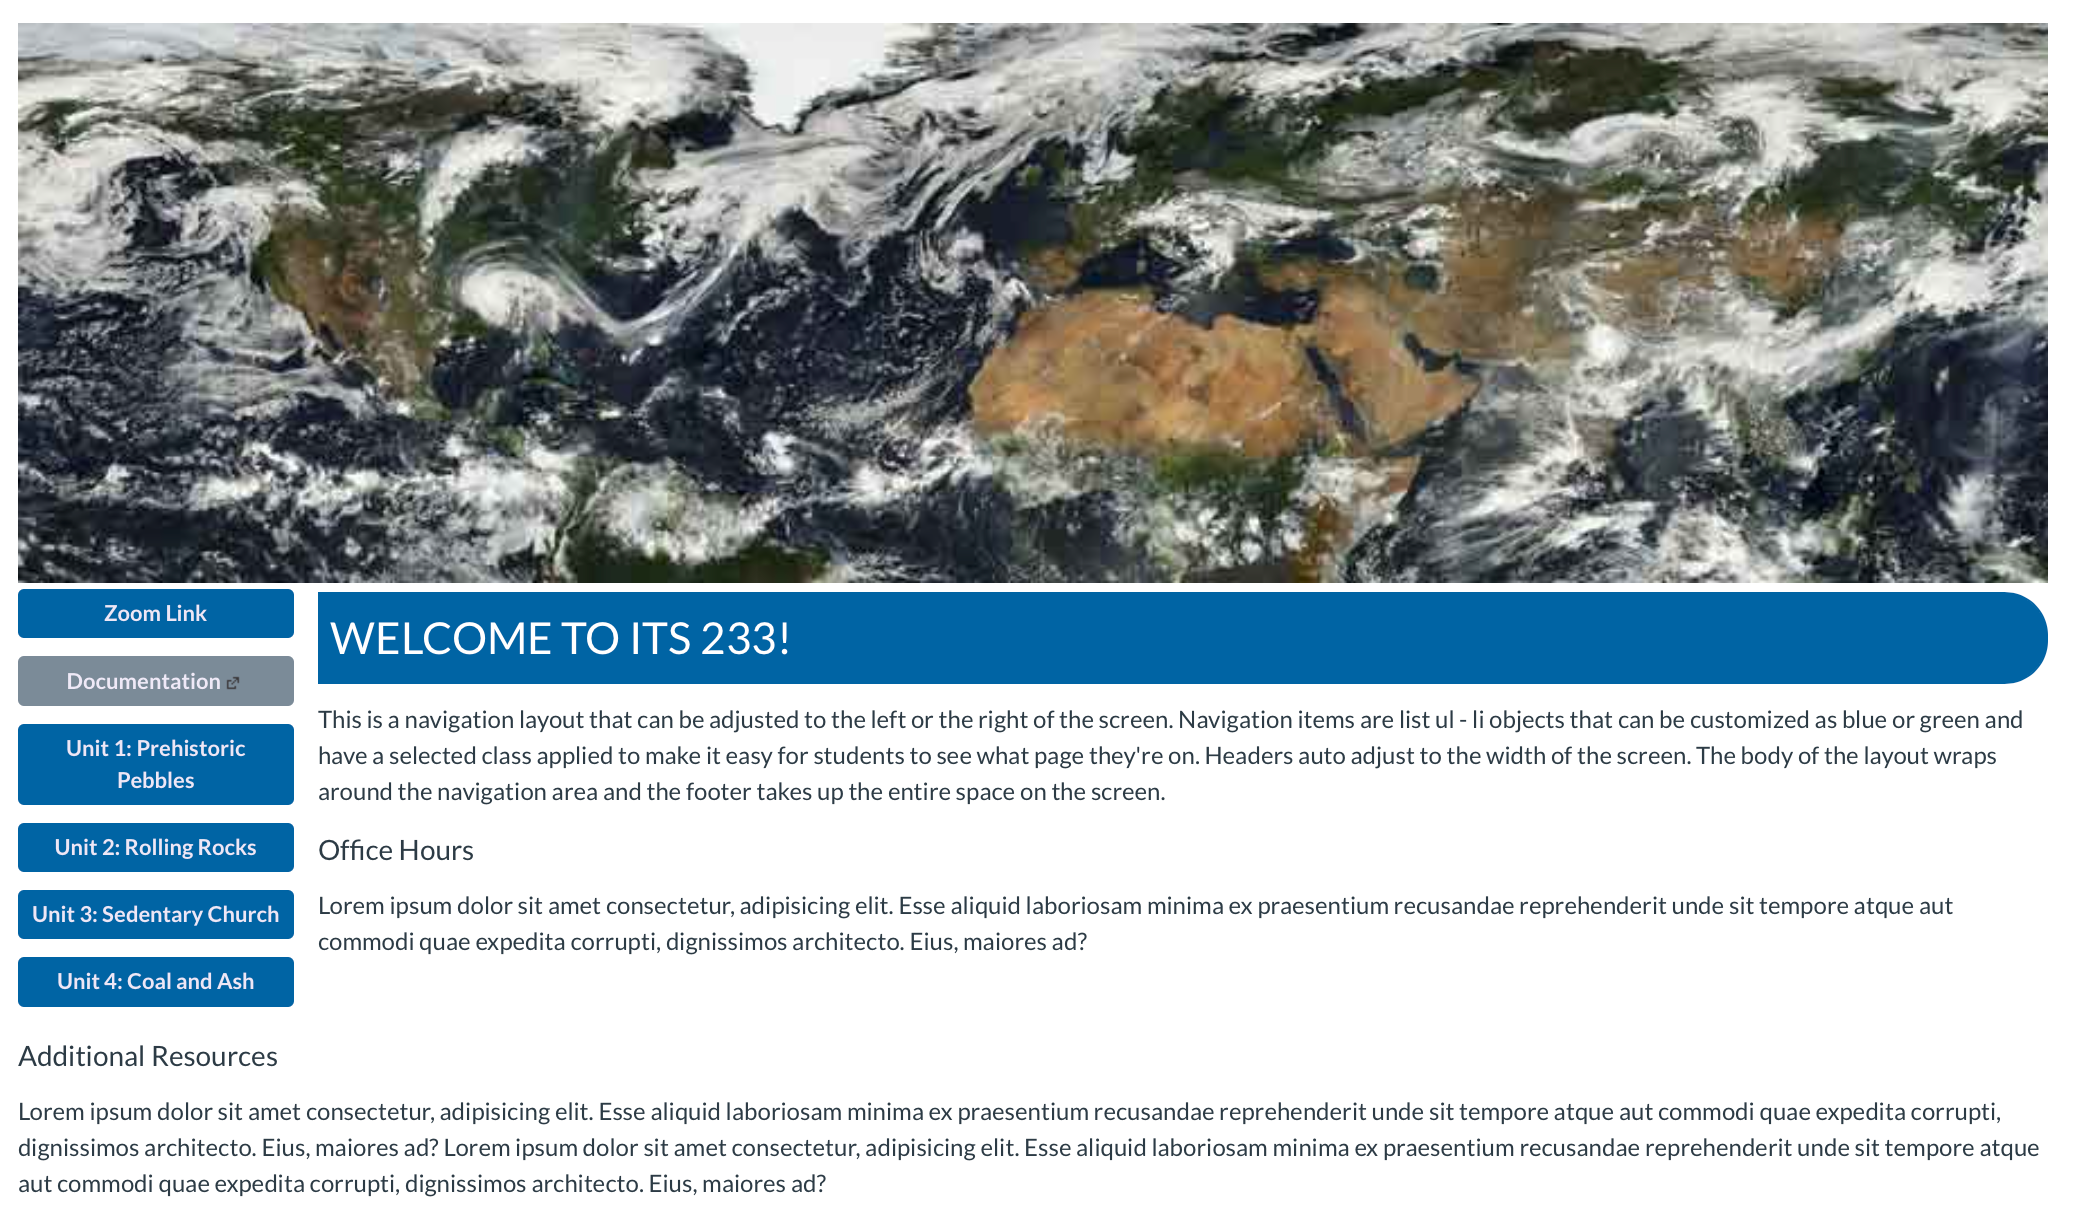 Zoom Link
Documentation
Unit 1: Prehistoric
Pebbles
Unit 2: Rolling Rocks
Unit 3: Sedentary Church
Unit 4: Coal and Ash
WELCOME TO ITS 233!
This is a navigation layout that can be adjusted to the left or the right of the screen. Navigation items are list ul - li objects that can be customized as blue or green and
have a selected class applied to make it easy for students to see what page they're on. Headers auto adjust to the width of the screen. The body of the layout wraps
around the navigation area and the footer takes up the entire space on the screen.
Office Hours
Lorem ipsum dolor sit amet consectetur, adipisicing elit. Esse aliquid laboriosam minima ex praesentium recusandae reprehenderit unde sit tempore atque aut
commodi quae expedita corrupti, dignissimos architecto. Eius, maiores ad?
Additional Resources
Lorem ipsum dolor sit amet consectetur, adipisicing elit. Esse aliquid laboriosam minima ex praesentium recusandae reprehenderit unde sit tempore atque aut commodi quae expedita corrupti,
dignissimos architecto. Eius, maiores ad? Lorem ipsum dolor sit amet consectetur, adipisicing elit. Esse aliquid laboriosam minima ex praesentium recusandae reprehenderit unde sit tempore atque
aut commodi quae expedita corrupti, dignissimos architecto. Eius, maiores ad?